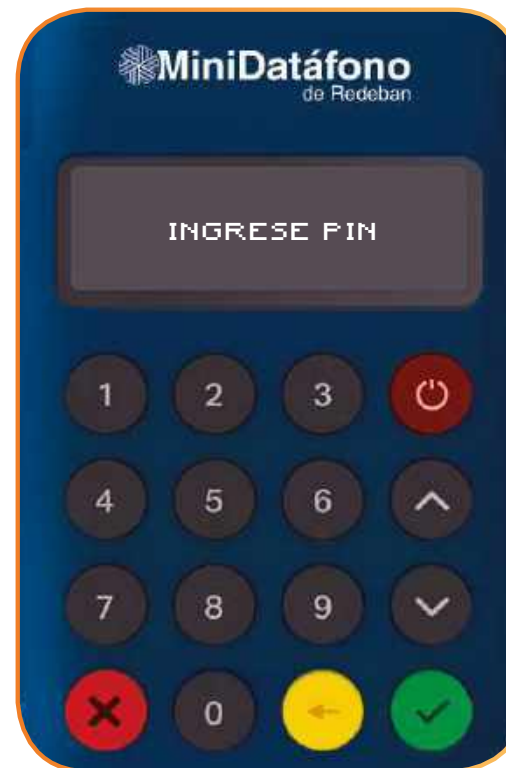 MiniDatáfono
de Redeban
INGRESE PIN
1 2 3
4 5 6
7 8 9
0